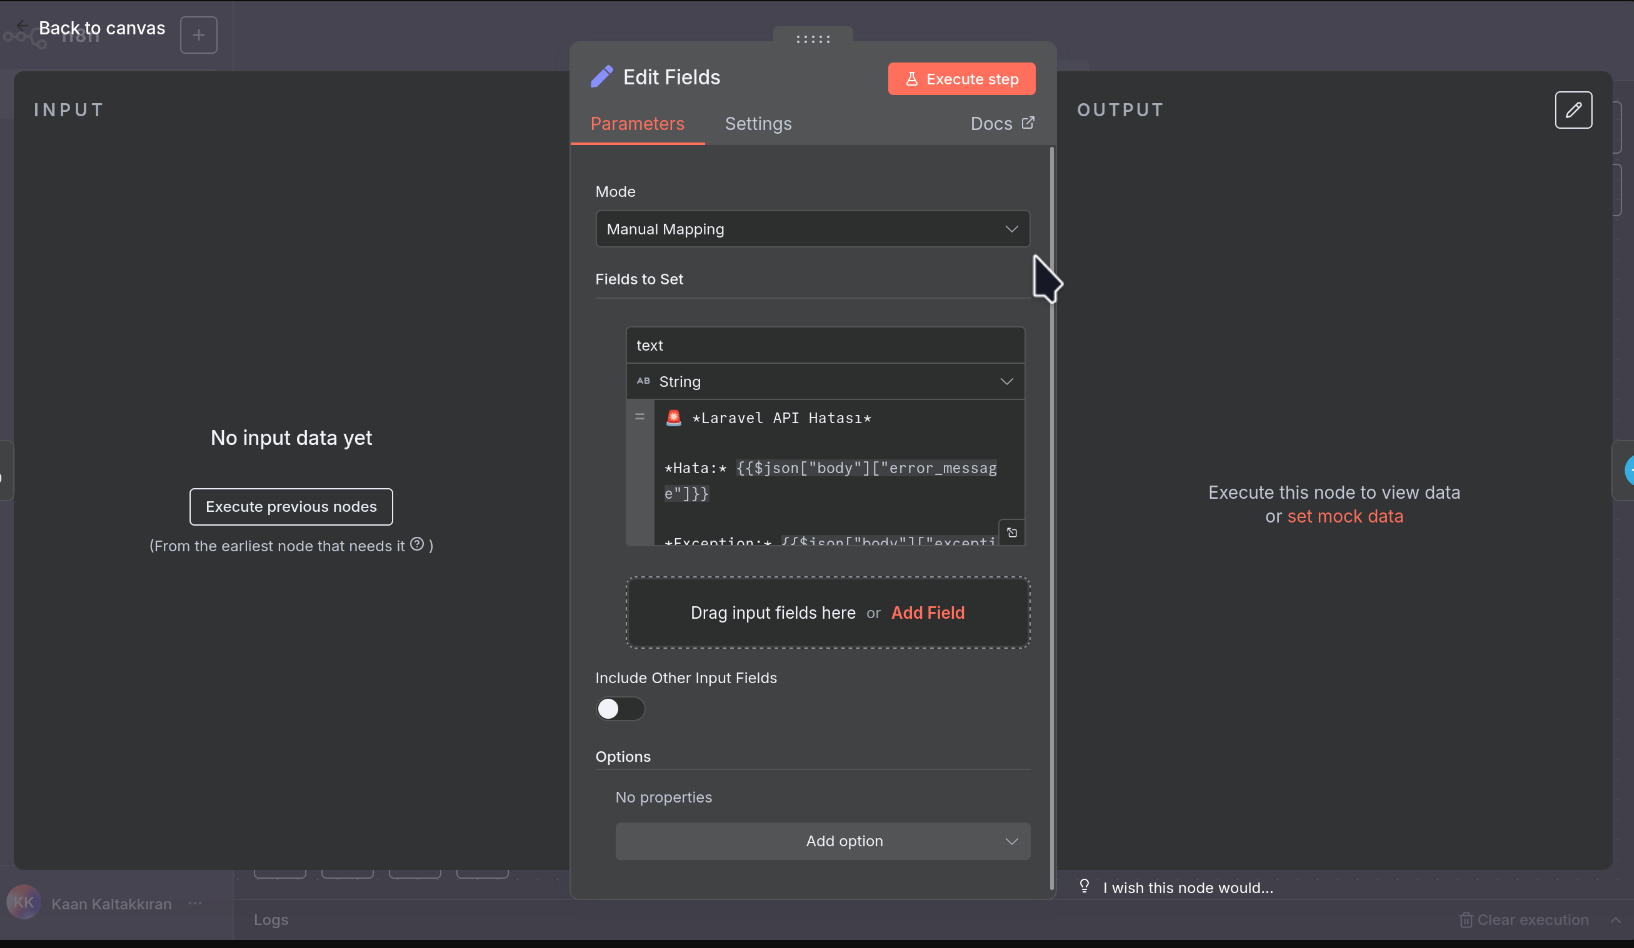 Back to canvas
n8n
+
INPUT
No input data yet
Execute previous nodes
(From the earliest node that needs it ? )
Edit Fields
Execute step
Parameters
Settings
Docs
Mode
Manual Mapping
Fields to Set
text
AB String
= 🚨 *Laravel API Hatası*
*Hata:* {{$json["body"]["error_messag
e"]}}
*Exception:* {{$json["body"]["excepti
Drag input fields here or Add Field
Include Other Input Fields
Options
No properties
Add option
OUTPUT
Execute this node to view data
or set mock data
I wish this node would...
KK Kaan Kaltakkıran ...
Logs
Clear execution